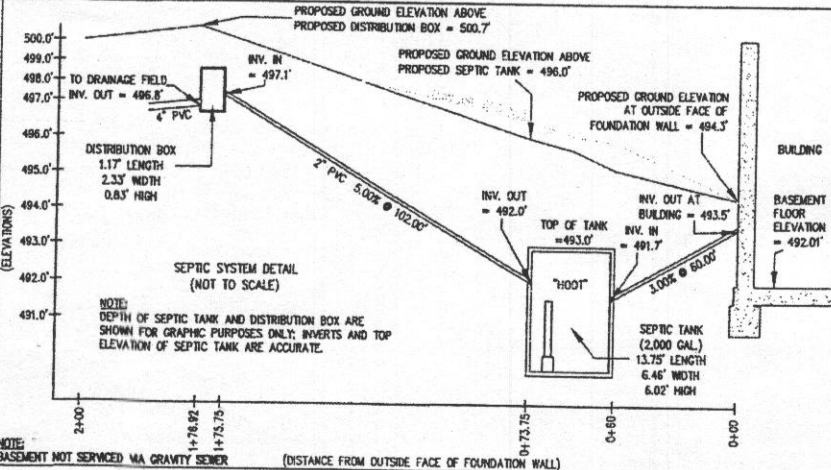 PROPOSED GROUND ELEVATION ABOVE
PROPOSED DISTRIBUTION BOX = 500.7'
500.0'
499.0'
498.0'
497.0'
496.0'
495.0'
494.0'
493.0'
492.0'
491.0'
(ELEVATIONS)
INV. IN
= 497.1'
TO DRAINAGE FIELD
INV. OUT = 496.8'
4" PVC
DISTRIBUTION BOX
1.17' LENGTH
2.33' WIDTH
0.83' HIGH
PROPOSED GROUND ELEVATION ABOVE
PROPOSED SEPTIC TANK = 496.0'
PROPOSED GROUND ELEVATION
AT OUTSIDE FACE OF
FOUNDATION WALL = 494.3'
BUILDING
2" PVC 5.00% @ 102.00'
INV. OUT
= 492.0'
TOP OF TANK
=493.0'
INV. OUT AT
BUILDING = 493.5'
INV. IN
= 491.7'
3.00% @ 60.00'
BASEMENT
FLOOR
ELEVATION
= 492.01'
"HOOT"
SEPTIC SYSTEM DETAIL
(NOT TO SCALE)
NOTE:
DEPTH OF SEPTIC TANK AND DISTRIBUTION BOX ARE
SHOWN FOR GRAPHIC PURPOSES ONLY; INVERTS AND TOP
ELEVATION OF SEPTIC TANK ARE ACCURATE.
SEPTIC TANK
(2,000 GAL.)
13.75' LENGTH
6.46' WIDTH
6.02' HIGH
2+00
1+76.92
1+75.75
0+73.75
0+60
0+00
NOTE:
BASEMENT NOT SERVICED VIA GRAVITY SEWER
(DISTANCE FROM OUTSIDE FACE OF FOUNDATION WALL)